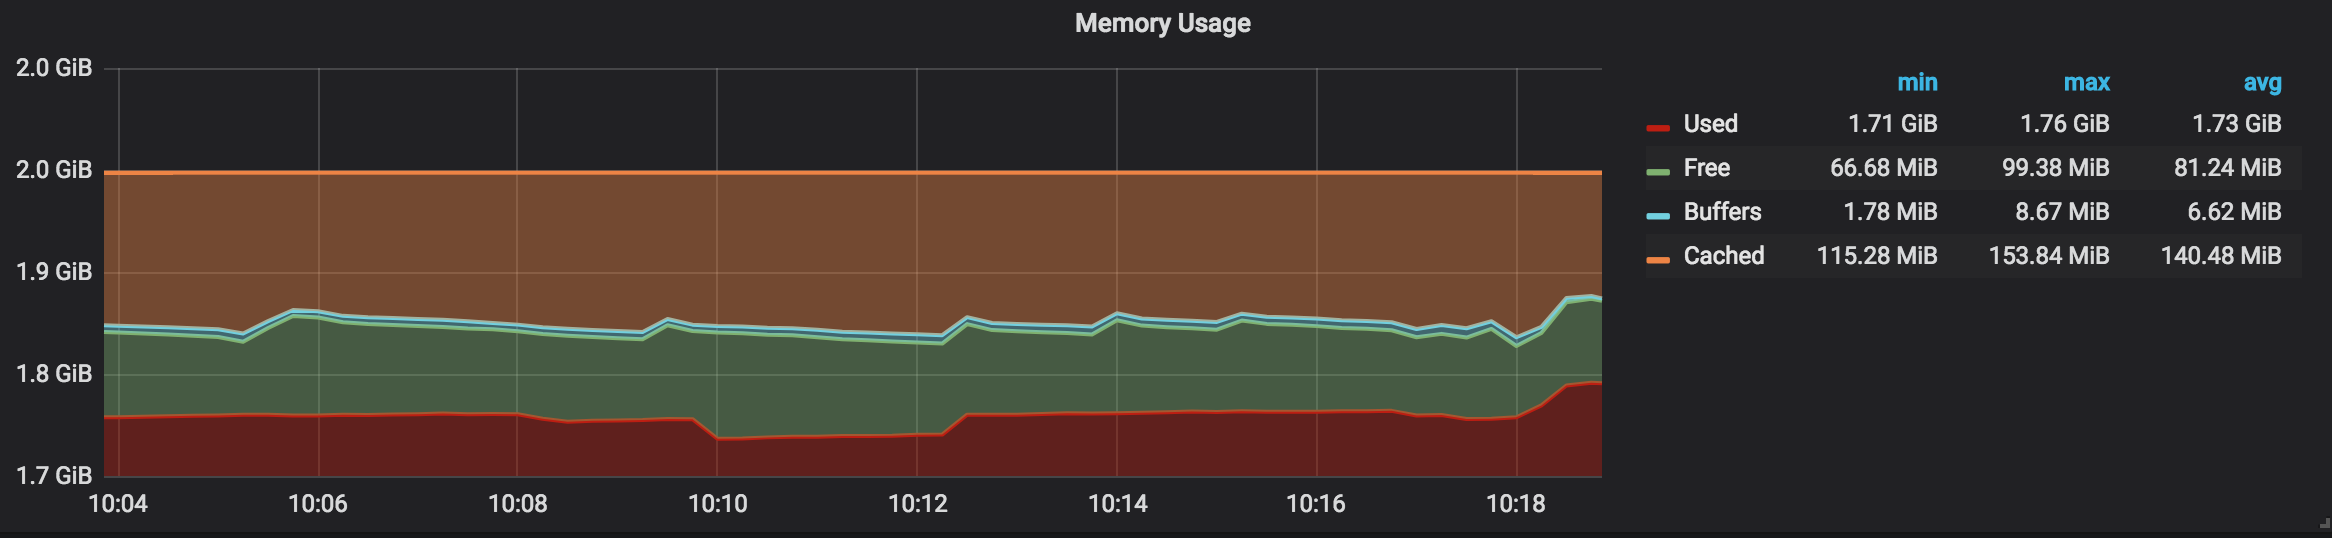 Memory Usage
2.0 GiB
2.0 GiB
1.9 GiB
1.8 GiB
1.7 GiB
10:04 10:06 10:08 10:10 10:12 10:14 10:16 10:18
min max avg
Used 1.71 GiB 1.76 GiB 1.73 GiB
Free 66.68 MiB 99.38 MiB 81.24 MiB
Buffers 1.78 MiB 8.67 MiB 6.62 MiB
Cached 115.28 MiB 153.84 MiB 140.48 MiB